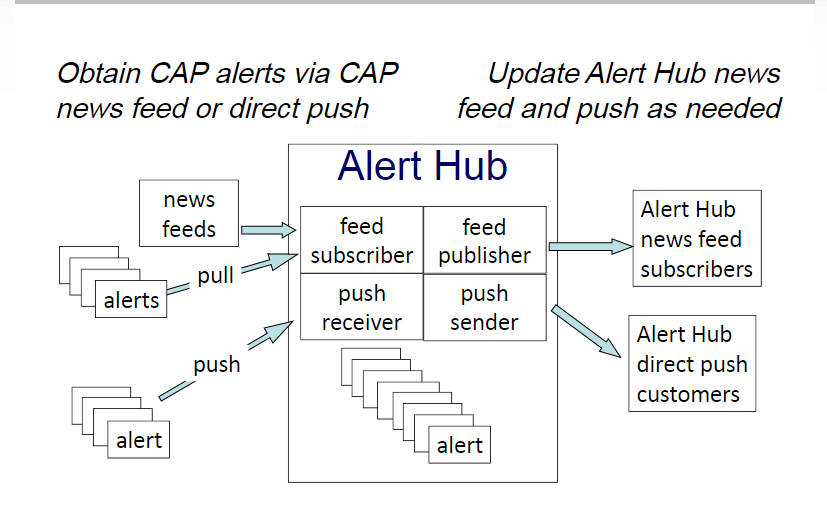 Obtain CAP alerts via CAP
news feed or direct push
Update Alert Hub news
feed and push as needed
Alert Hub
news
feeds
alerts
pull
push
alert
feed
subscriber
feed
publisher
push
receiver
push
sender
alert
Alert Hub
news feed
subscribers
Alert Hub
direct push
customers